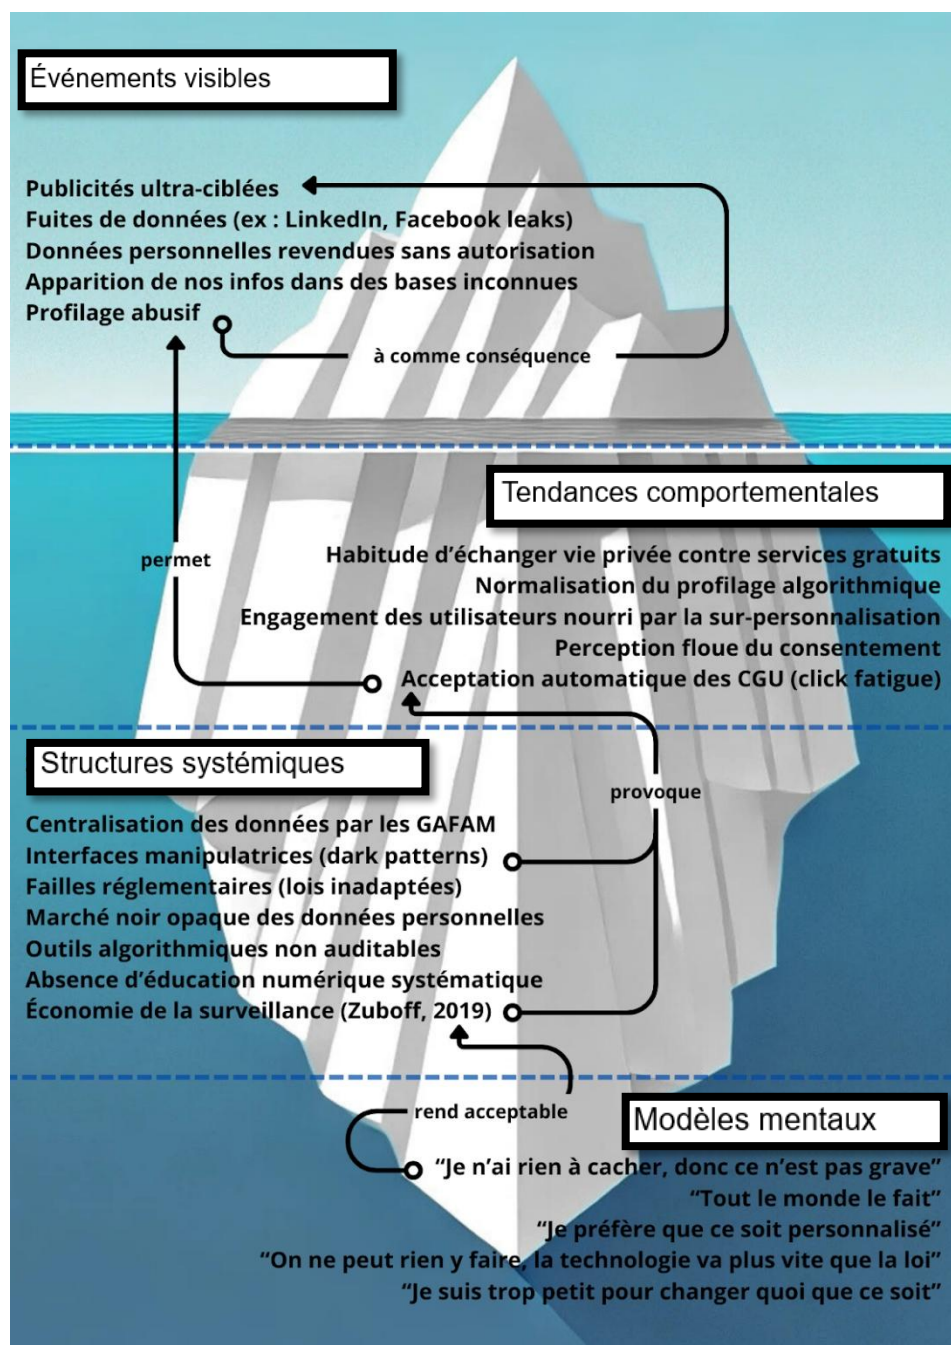 Événements visibles
Publicités ultra-ciblées
Fuites de données (ex : LinkedIn, Facebook leaks)
Données personnelles revendues sans autorisation
Apparition de nos infos dans des bases inconnues
Profilage abusif
à comme conséquence
Tendances comportementales
permet
Habitude d’échanger vie privée contre services gratuits
Normalisation du profilage algorithmique
Engagement des utilisateurs nourri par la sur-personnalisation
Perception floue du consentement
Acceptation automatique des CGU (click fatigue)
Structures systémiques
provoque
Centralisation des données par les GAFAM
Interfaces manipulatrices (dark patterns)
Failles réglementaires (lois inadaptées)
Marché noir opaque des données personnelles
Outils algorithmiques non auditables
Absence d’éducation numérique systématique
Économie de la surveillance (Zuboff, 2019)
rend acceptable
Modèles mentaux
“Je n’ai rien à cacher, donc ce n’est pas grave”
“Tout le monde le fait”
“Je préfère que ce soit personnalisé”
“On ne peut rien y faire, la technologie va plus vite que la loi”
“Je suis trop petit pour changer quoi que ce soit”